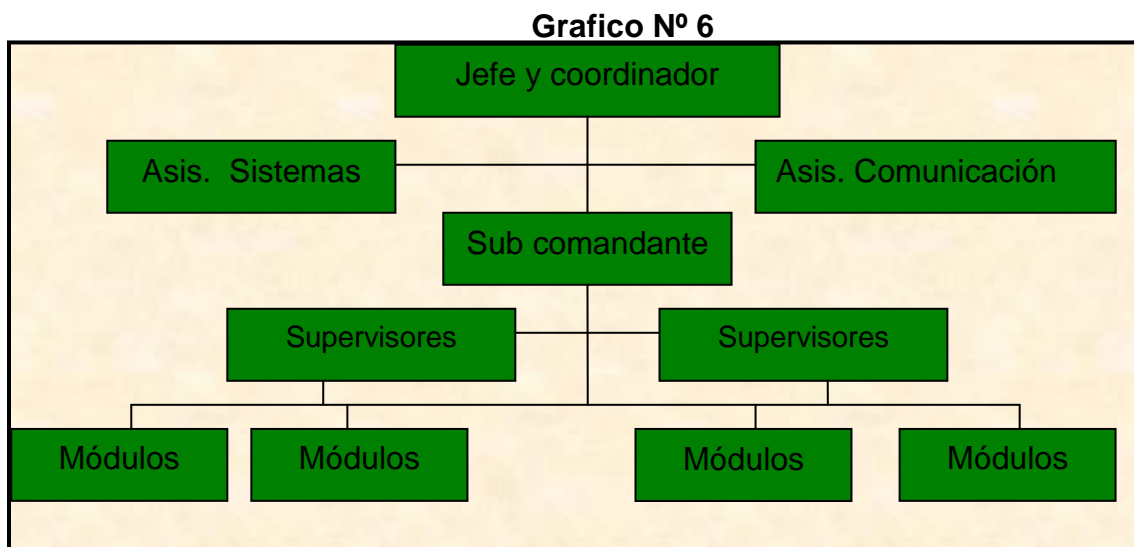 Grafico Nº 6
Jefe y coordinador
Asis. Sistemas
Asis. Comunicación
Sub comandante
Supervisores
Supervisores
Módulos
Módulos
Módulos
Módulos